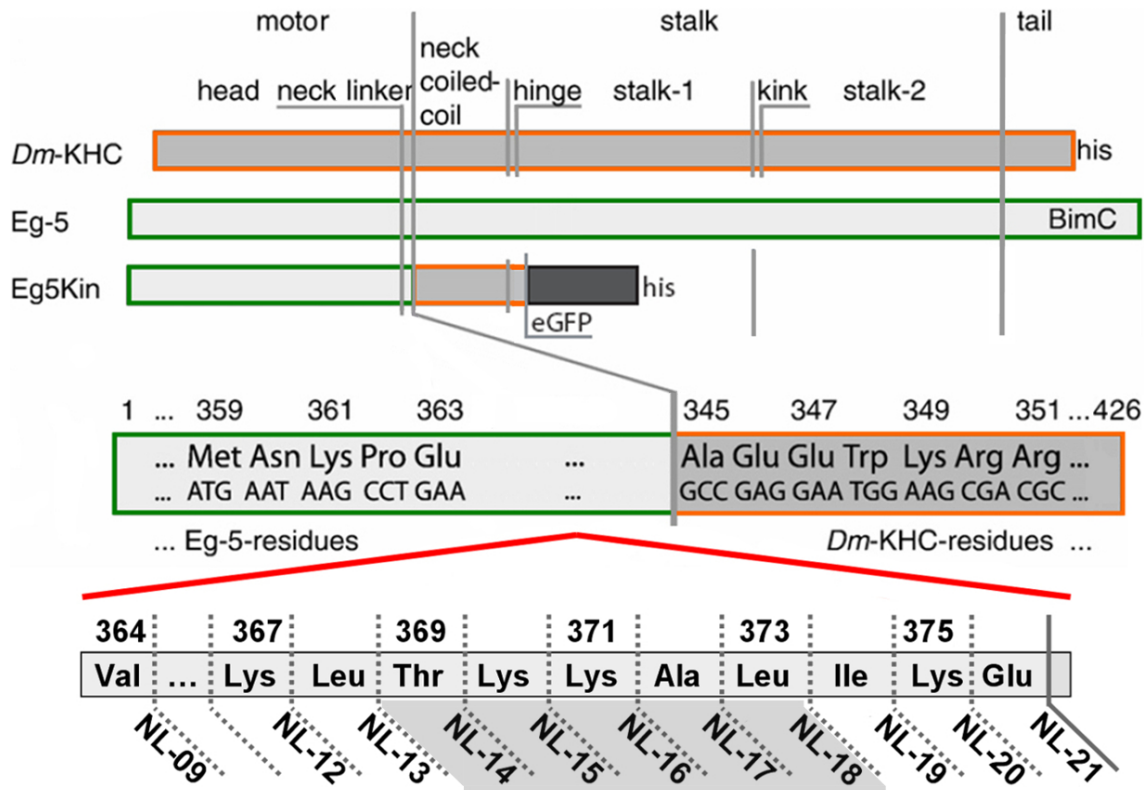 motor stalk tail
neck
coiled-
coil
head neck linker hinge stalk-1 kink stalk-2
Dm-KHC his
Eg-5 BimC
Eg5Kin his
eGFP
1 ... 359 361 363 345 347 349 351 ... 426
... Met Asn Lys Pro Glu ... Ala Glu Glu Trp Lys Arg Arg ...
... ATG AAT AAG CCT GAA ... GCC GAG GAA TGG AAG CGA CGC ...
... Eg-5-residues Dm-KHC-residues ...
364 367 369 371 373 375
Val ... Lys Leu Thr Lys Lys Ala Leu Ile Lys Glu
NL-09 NL-12 NL-13 NL-14 NL-15 NL-16 NL-17 NL-18 NL-19 NL-20 NL-21